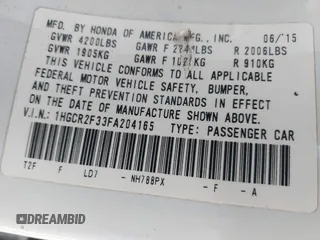 MFD. BY HONDA OF AMERICA MFG., INC. 06/15
GVWR 4200LBS GAWR F LBS R 2006LBS
GVWR 1905KG GAWR F KG R 910KG
THIS VEHICLE CONFORMS TO ALL APPLICABLE
FEDERAL MOTOR VEHICLE SAFETY, BUMPER,
AND THEFT PREVENTION STANDARDS IN EFFECT
ON THE DATE OF MANUFACTURE SHOWN ABOVE.
V.I.N.: 1HGCR2F33FA204165 TYPE: PASSENGER CAR
T2F F LD7 - NH788PX - F - A
DREAMBID